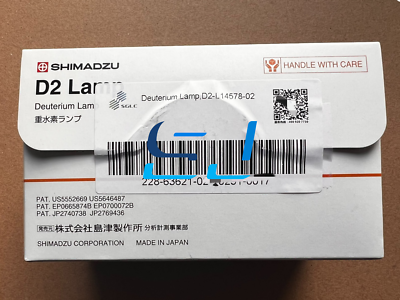 SHIMADZU
HANDLE WITH CARE
D2 Lamp
Deuterium Lamp
重水素ランプ
SGLC
Deuterium Lamp,D2-L14578-02
PAT. US5552669 US5646487
PAT. EP0665874B EP0700072B
PAT. JP2740738 JP2769436
発売元
株式会社島津製作所 分析計測事業部
SHIMADZU CORPORATION MADE IN JAPAN